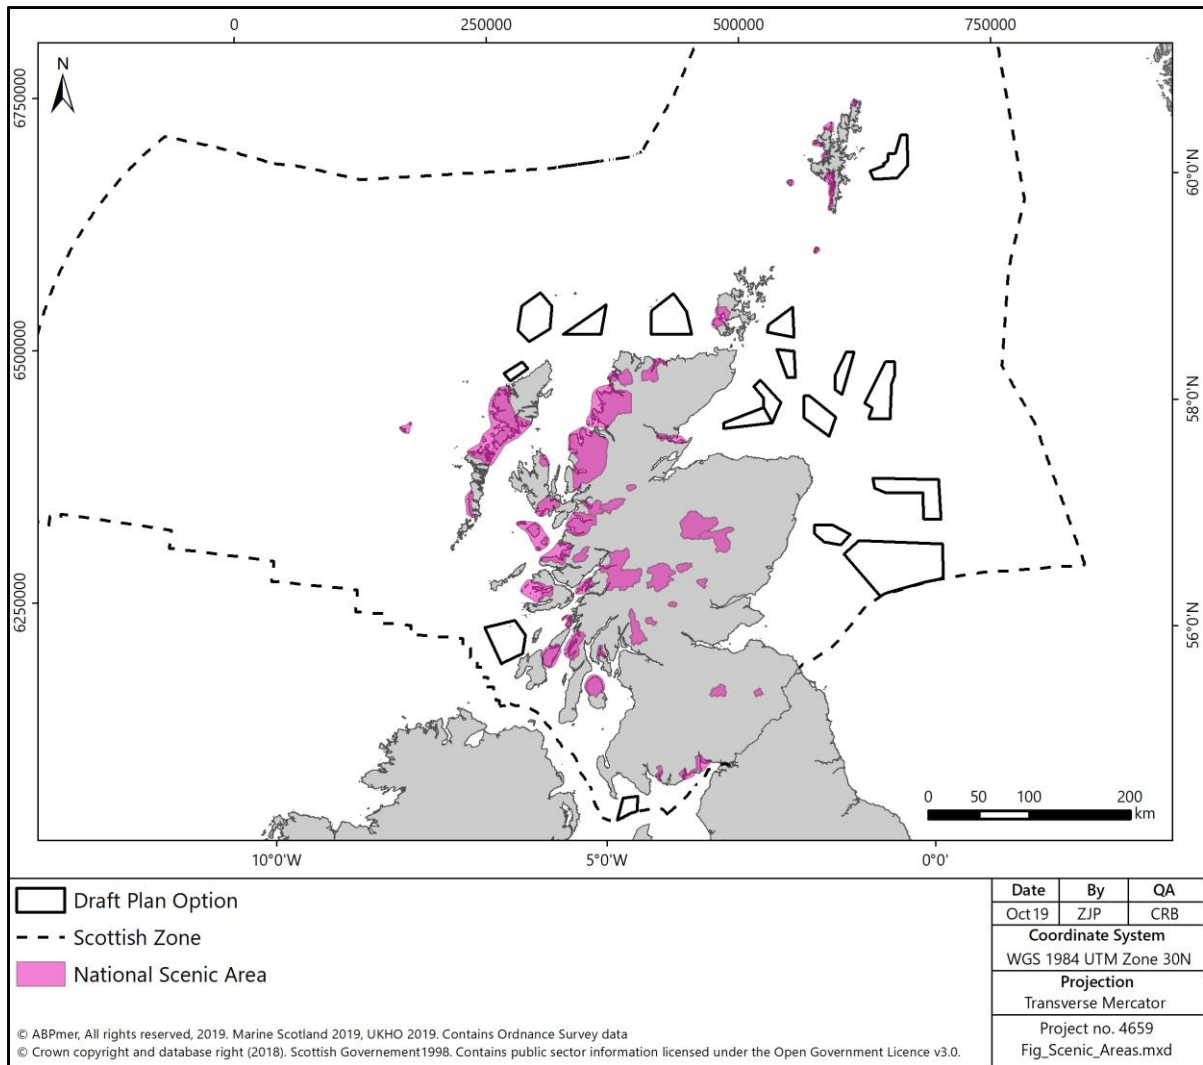 0 250000 500000 750000
N
6750000
6500000
6250000
60°0'N
58°0'N
56°0'N
0 50 100 200
km
10°0'W 5°0'W 0°0'
Draft Plan Option
Scottish Zone
National Scenic Area
© ABPmer, All rights reserved, 2019. Marine Scotland 2019, UKHO 2019. Contains Ordnance Survey data
© Crown copyright and database right (2018). Scottish Governement1998. Contains public sector information licensed under the Open Government Licence v3.0.
Date By QA
Oct 19 ZJP CRB
Coordinate System
WGS 1984 UTM Zone 30N
Projection
Transverse Mercator
Project no. 4659
Fig_Scenic_Areas.mxd